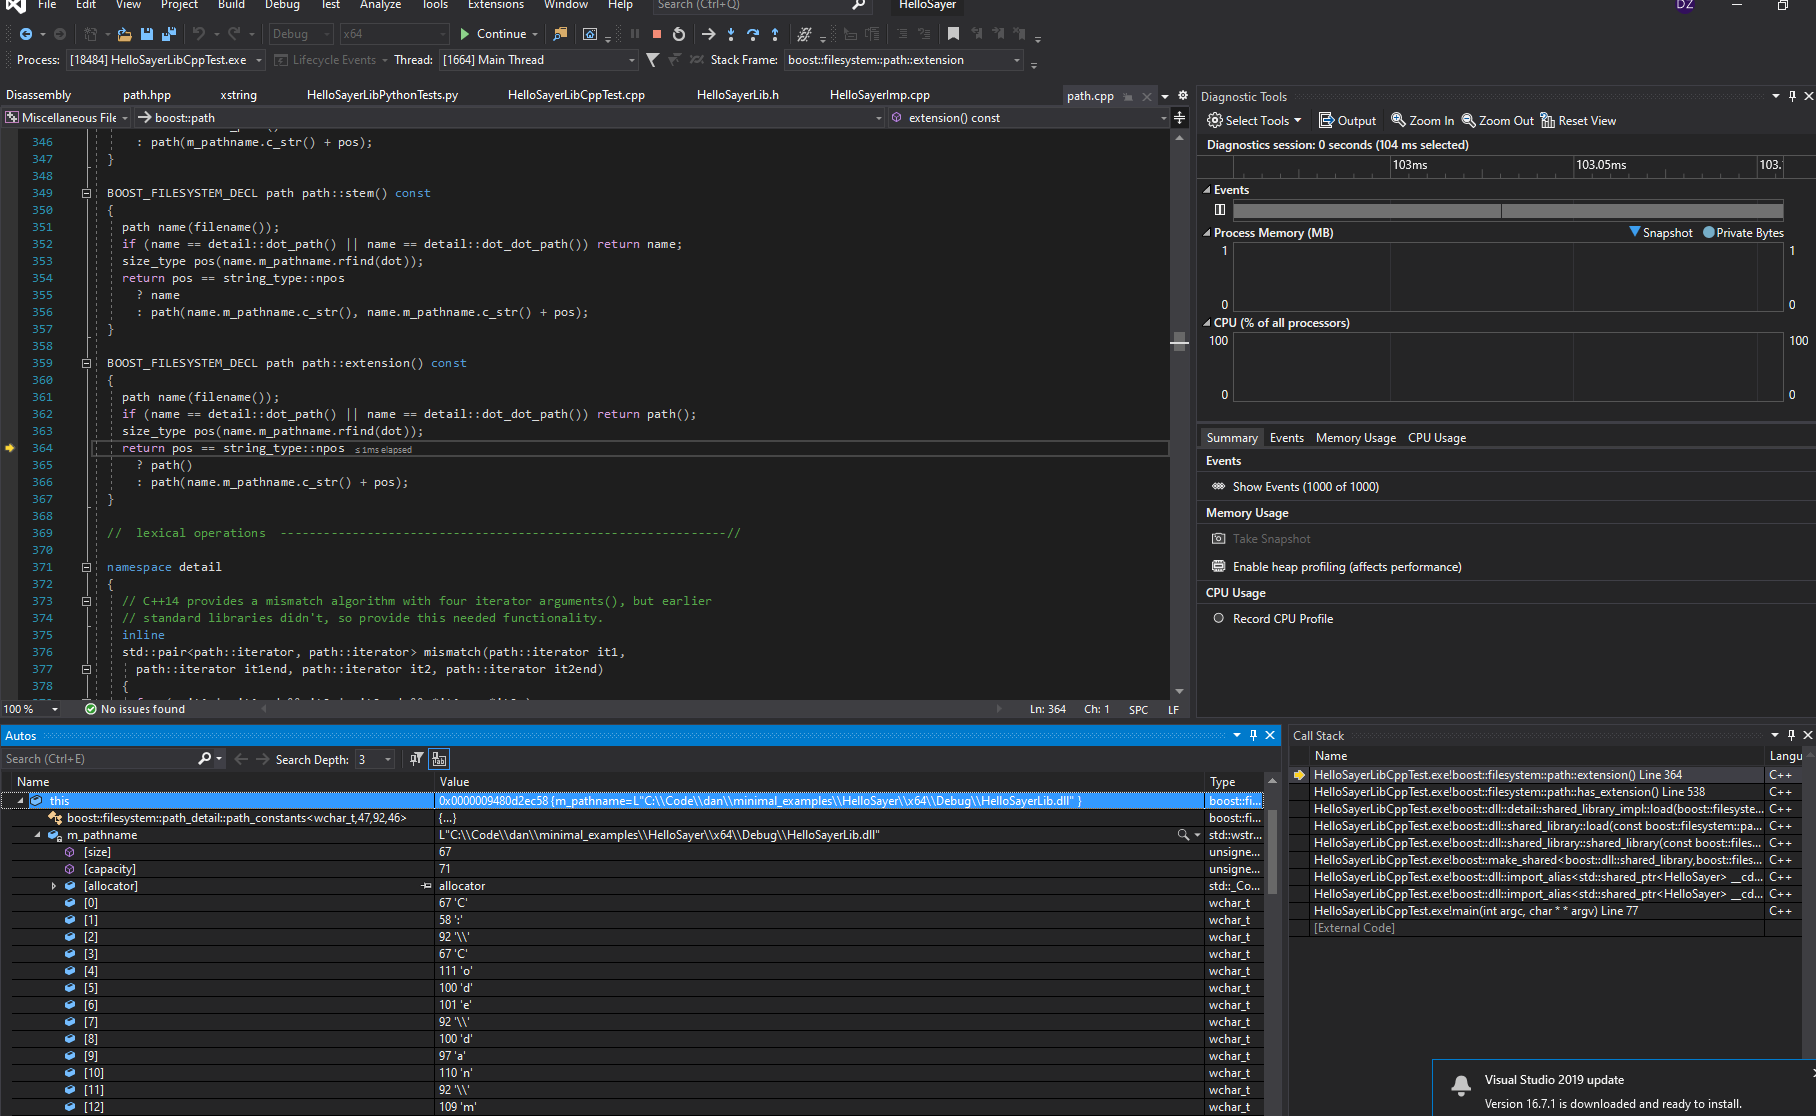 File Edit View Project Build Debug Test Analyze Tools Extensions Window Help Search (Ctrl+Q) HelloSayer DZ
Debug x64 Continue
Process: [18484] HelloSayerLibCppTest.exe Lifecycle Events Thread: [1664] Main Thread Stack Frame: boost::filesystem::path::extension
Disassembly path.hpp xstring HelloSayerLibPythonTests.py HelloSayerLibCppTest.cpp HelloSayerLib.h HelloSayerImp.cpp path.cpp
Miscellaneous File boost::path extension() const
346 : path(m_pathname.c_str() + pos);
347 }
348
349 BOOST_FILESYSTEM_DECL path path::stem() const
350 {
351 path name(filename());
352 if (name == detail::dot_path() || name == detail::dot_dot_path()) return name;
353 size_type pos(name.m_pathname.rfind(dot));
354 return pos == string_type::npos
355 ? name
356 : path(name.m_pathname.c_str(), name.m_pathname.c_str() + pos);
357 }
358
359 BOOST_FILESYSTEM_DECL path path::extension() const
360 {
361 path name(filename());
362 if (name == detail::dot_path() || name == detail::dot_dot_path()) return path();
363 size_type pos(name.m_pathname.rfind(dot));
364 return pos == string_type::npos ≤ 1ms elapsed
365 ? path()
366 : path(name.m_pathname.c_str() + pos);
367 }
368
369 // lexical operations --------------------------------------------------------------//
370
371 namespace detail
372 {
373 // C++14 provides a mismatch algorithm with four iterator arguments(), but earlier
374 // standard libraries didn't, so provide this needed functionality.
375 inline
376 std::pair<path::iterator, path::iterator> mismatch(path::iterator it1,
377 path::iterator it1end, path::iterator it2, path::iterator it2end)
378 {
100 % No issues found Ln: 364 Ch: 1 SPC LF
Diagnostic Tools
Select Tools Output Zoom In Zoom Out Reset View
Diagnostics session: 0 seconds (104 ms selected)
103ms 103.05ms 103.
Events
Process Memory (MB) Snapshot Private Bytes
1 1
0 0
CPU (% of all processors)
100 100
0 0
Summary Events Memory Usage CPU Usage
Events
Show Events (1000 of 1000)
Memory Usage
Take Snapshot
Enable heap profiling (affects performance)
CPU Usage
Record CPU Profile
Autos
Search (Ctrl+E) Search Depth: 3
Name Value Type
this 0x0000009480d2ec58 {m_pathname=L"C:\\Code\\dan\\minimal_examples\\HelloSayer\\x64\\Debug\\HelloSayerLib.dll" } boost::fi...
boost::filesystem::path_detail::path_constants<wchar_t,47,92,46> {...} boost::fi...
m_pathname L"C:\\Code\\dan\\minimal_examples\\HelloSayer\\x64\\Debug\\HelloSayerLib.dll" std::wstr...
[size] 67 unsigne...
[capacity] 71 unsigne...
[allocator] allocator std::_Co...
[0] 67 'C' wchar_t
[1] 58 ':' wchar_t
[2] 92 '\\' wchar_t
[3] 67 'C' wchar_t
[4] 111 'o' wchar_t
[5] 100 'd' wchar_t
[6] 101 'e' wchar_t
[7] 92 '\\' wchar_t
[8] 100 'd' wchar_t
[9] 97 'a' wchar_t
[10] 110 'n' wchar_t
[11] 92 '\\' wchar_t
[12] 109 'm' wchar_t
Call Stack
Name Langu
HelloSayerLibCppTest.exe!boost::filesystem::path::extension() Line 364 C++
HelloSayerLibCppTest.exe!boost::filesystem::path::has_extension() Line 538 C++
HelloSayerLibCppTest.exe!boost::dll::detail::shared_library_impl::load(boost::filesyste... C++
HelloSayerLibCppTest.exe!boost::dll::shared_library::load(const boost::filesystem::pa... C++
HelloSayerLibCppTest.exe!boost::dll::shared_library::shared_library(const boost::files... C++
HelloSayerLibCppTest.exe!boost::make_shared<boost::dll::shared_library,boost::files... C++
HelloSayerLibCppTest.exe!boost::dll::import_alias<std::shared_ptr<HelloSayer> __cd... C++
HelloSayerLibCppTest.exe!boost::dll::import_alias<std::shared_ptr<HelloSayer> __cd... C++
HelloSayerLibCppTest.exe!main(int argc, char * * argv) Line 77 C++
[External Code]
Visual Studio 2019 update
Version 16.7.1 is downloaded and ready to install.